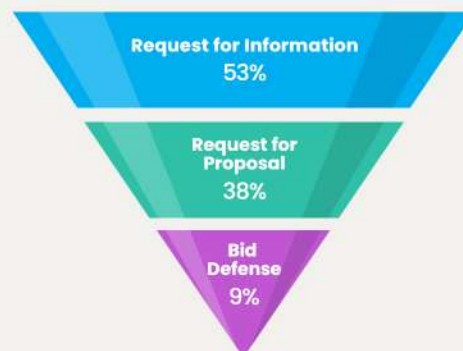 Request for Information
53%
Request for
Proposal
38%
Bid
Defense
9%